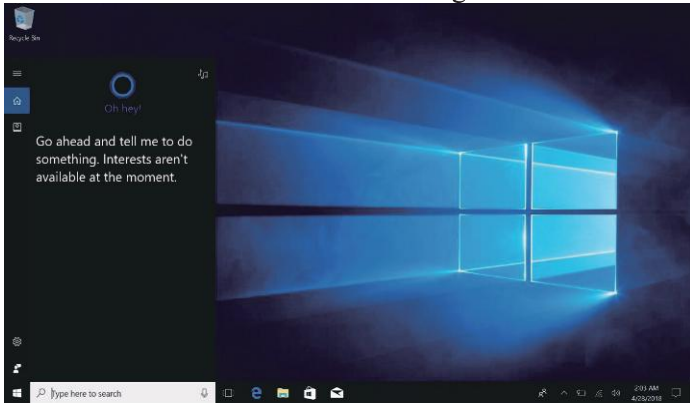 Recycle Bin
Oh hey!
Go ahead and tell me to do
something. Interests aren't
available at the moment.
Type here to search
2:03 AM
4/28/2018